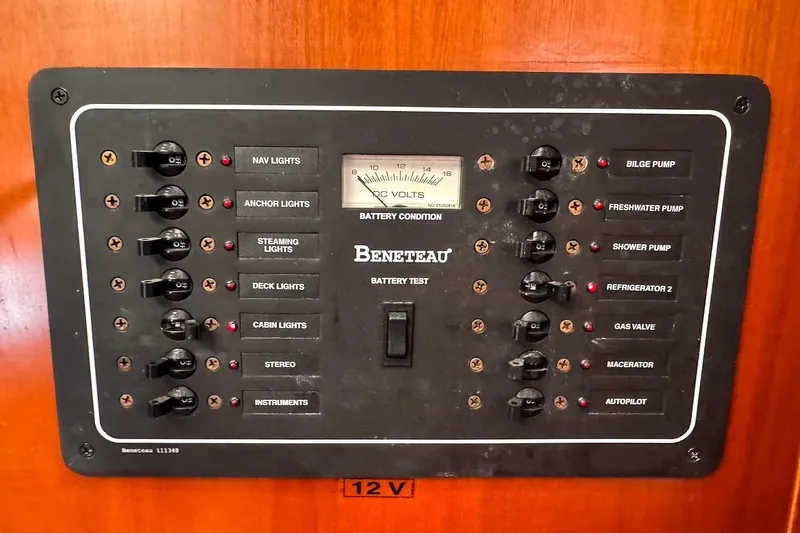 NAV LIGHTS
ANCHOR LIGHTS
STEAMING
LIGHTS
DECK LIGHTS
CABIN LIGHTS
STEREO
INSTRUMENTS
8 10 12 14 16
DC VOLTS
BATTERY CONDITION
BENETEAU
BATTERY TEST
BILGE PUMP
FRESHWATER PUMP
SHOWER PUMP
REFRIGERATOR 2
GAS VALVE
MACERATOR
AUTOPILOT
Beneteau 111348
12 V